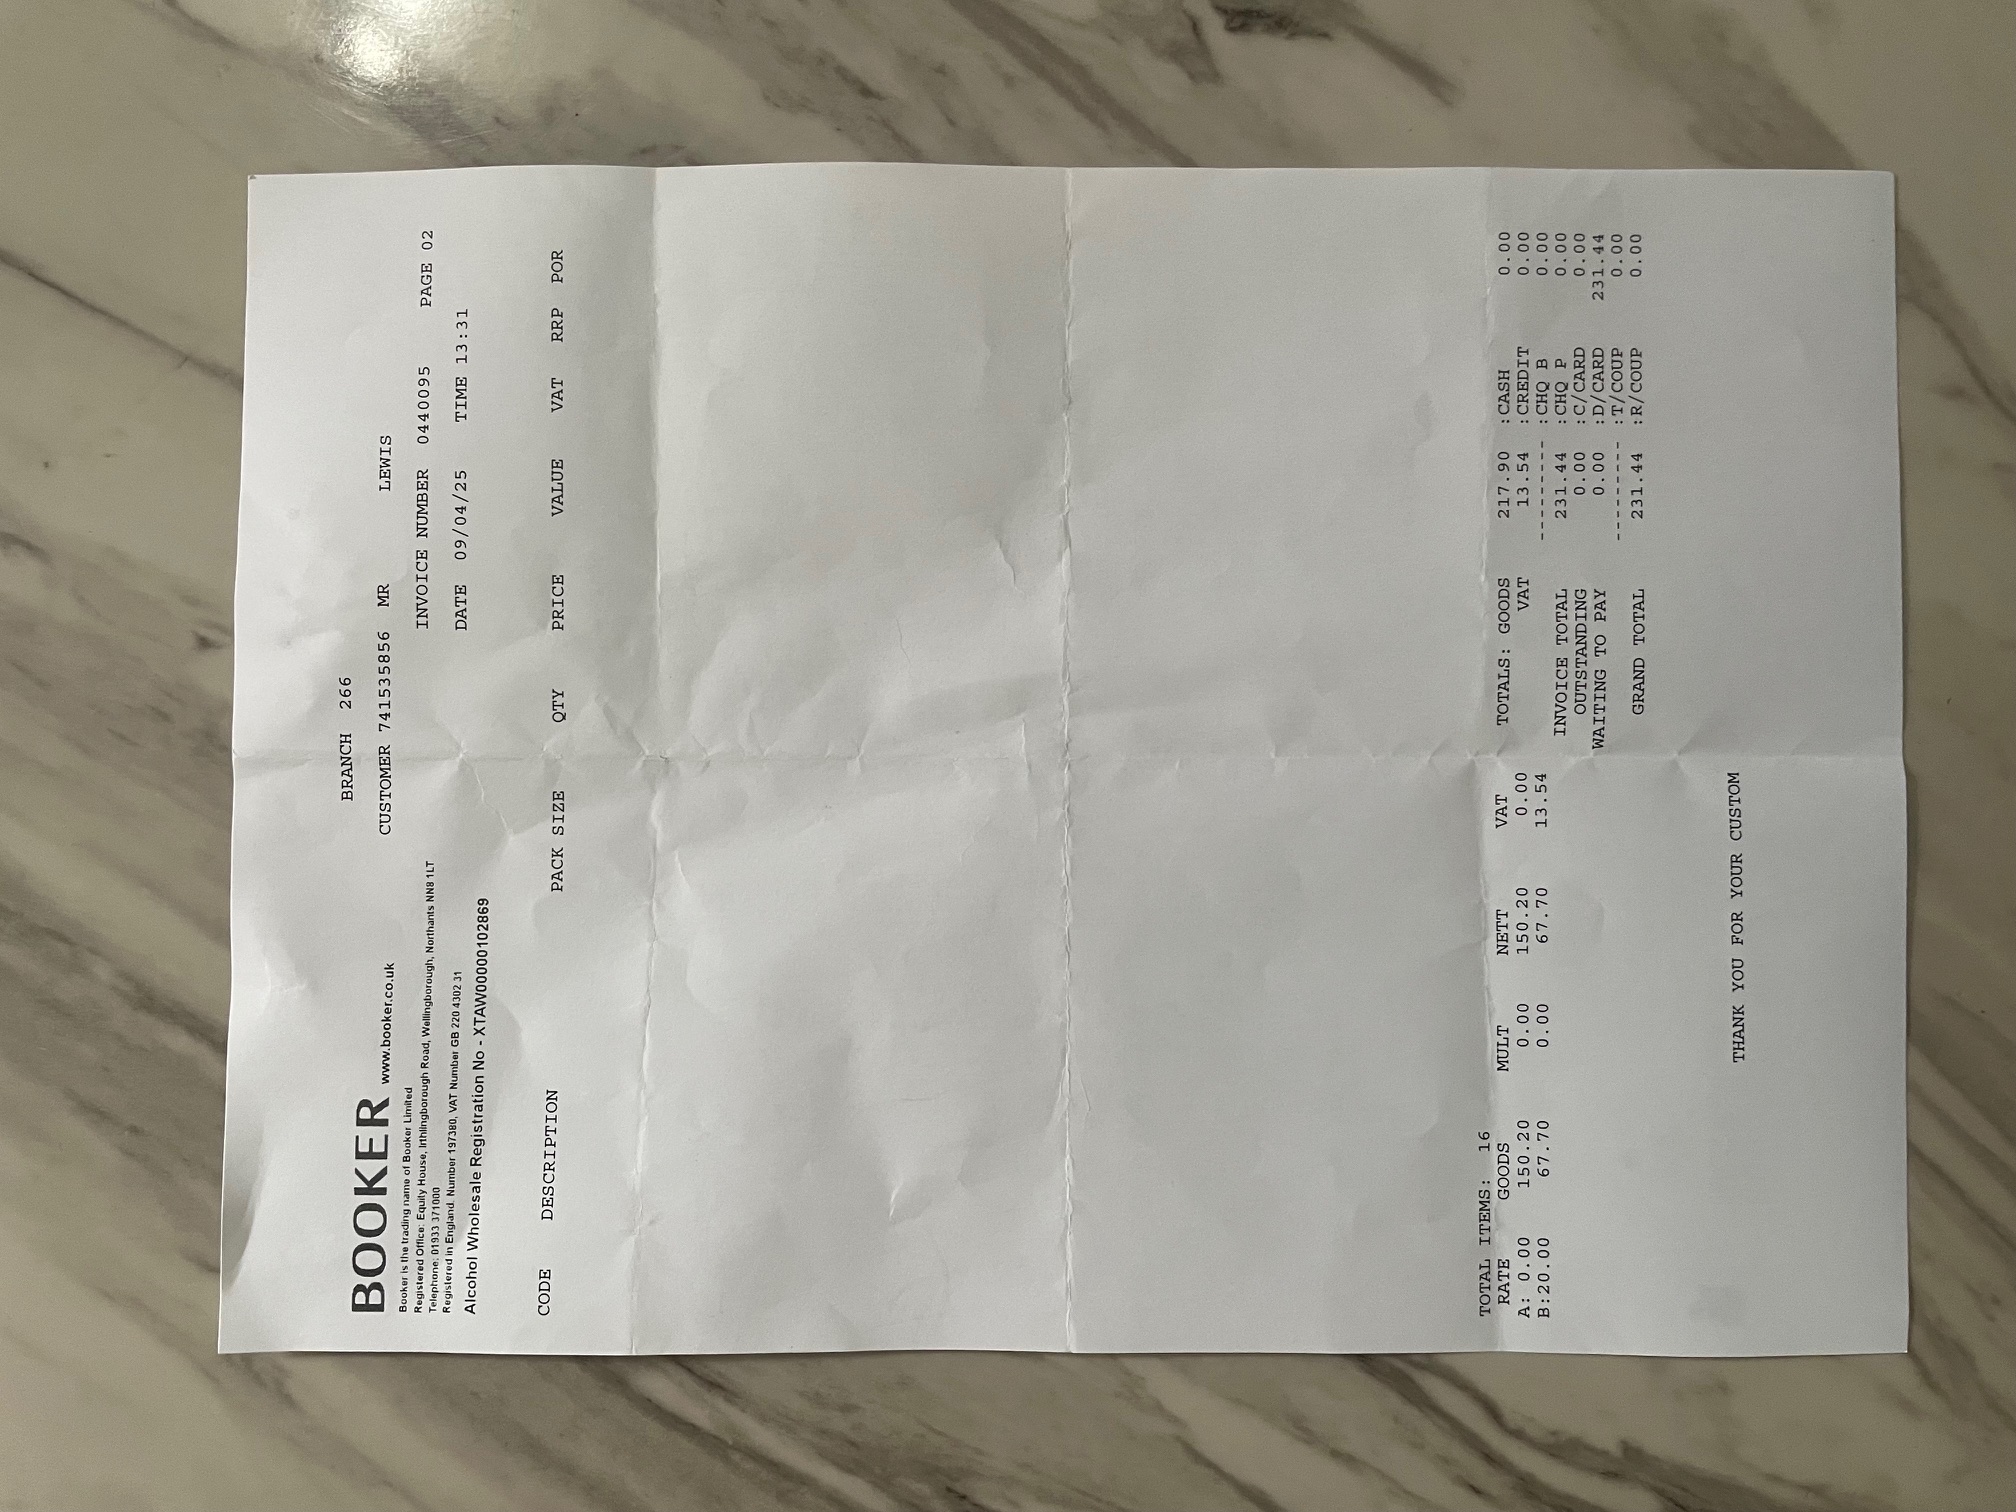 BRANCH 266
BOOKER www.booker.co.uk
CUSTOMER 741535856 MR LEWIS
Booker is the trading name of Booker Limited
Registered Office: Equity House, Irthlingborough Road, Wellingborough, Northants NN8 1LT
INVOICE NUMBER 0440095 PAGE 02
Telephone: 01933 371000
Registered in England. Number 197380, VAT Number GB 220 4302 31
DATE 09/04/25 TIME 13:31
Alcohol Wholesale Registration No - XTAW00000102869
CODE DESCRIPTION PACK SIZE QTY PRICE VALUE VAT RRP POR
TOTAL ITEMS: 16
RATE GOODS MULT NETT VAT
A: 0.00 150.20 0.00 150.20 0.00
B:20.00 67.70 0.00 67.70 13.54
TOTALS: GOODS 217.90 :CASH 0.00
VAT 13.54 :CREDIT 0.00
--------- :CHQ B 0.00
INVOICE TOTAL 231.44 :CHQ P 0.00
OUTSTANDING 0.00 :C/CARD 0.00
WAITING TO PAY 0.00 :D/CARD 231.44
--------- :T/COUP 0.00
GRAND TOTAL 231.44 :R/COUP 0.00
THANK YOU FOR YOUR CUSTOM